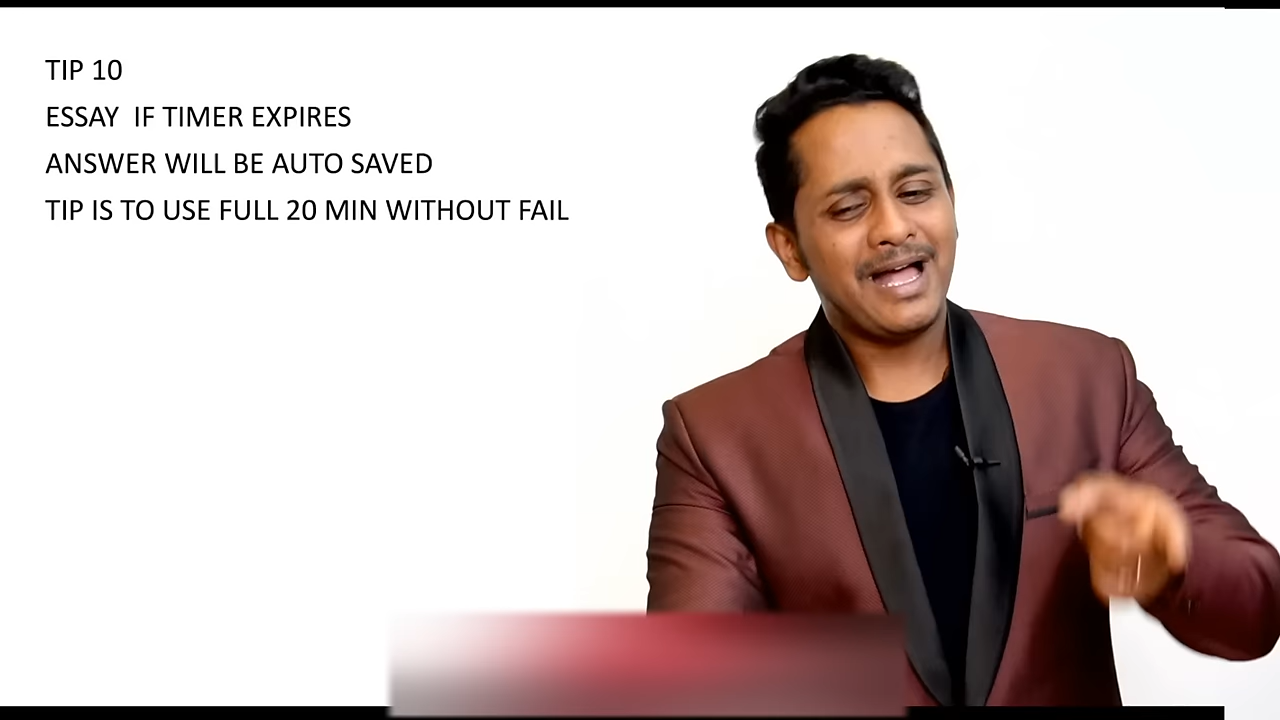 TIP 10
ESSAY  IF TIMER EXPIRES
ANSWER WILL BE AUTO SAVED
TIP IS TO USE FULL 20 MIN WITHOUT FAIL